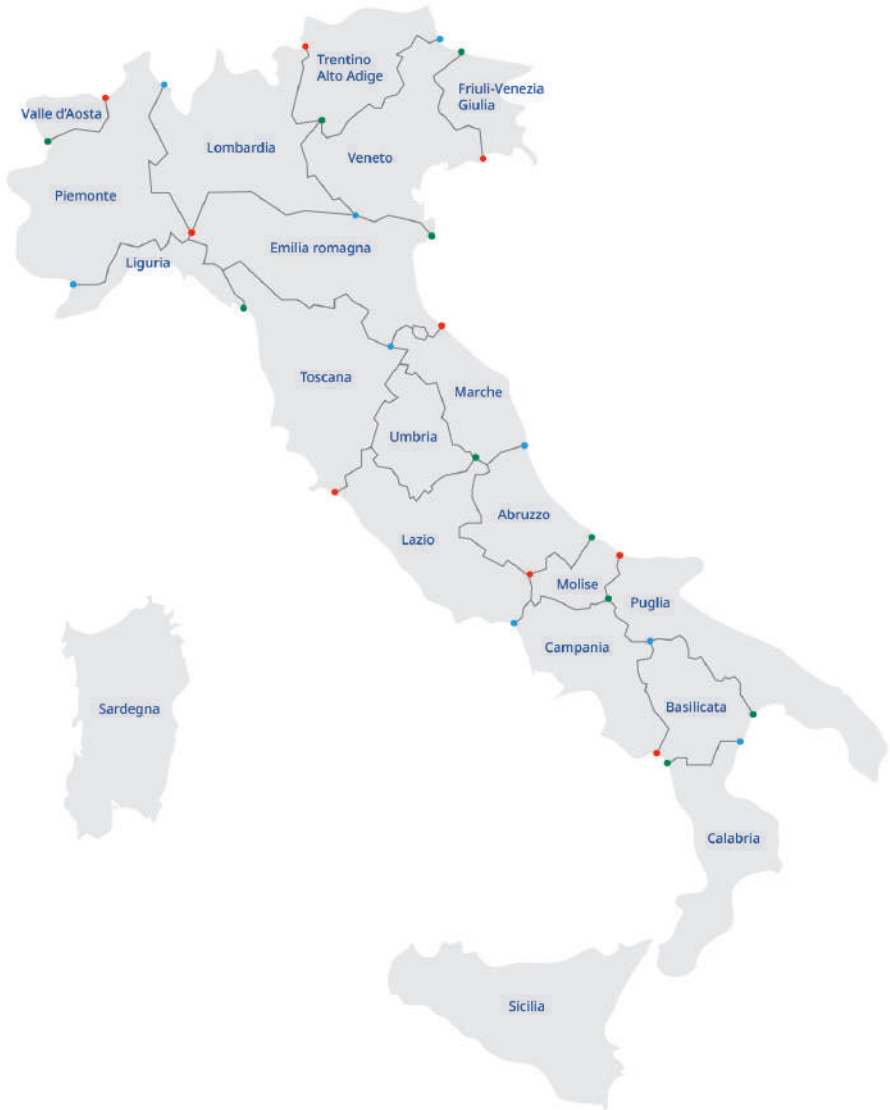 Trentino
Alto Adige
Friuli-Venezia
Giulia
Valle d'Aosta
Lombardia
Veneto
Piemonte
Emilia romagna
Liguria
Toscana
Marche
Umbria
Abruzzo
Lazio
Molise
Puglia
Campania
Basilicata
Sardegna
Calabria
Sicilia